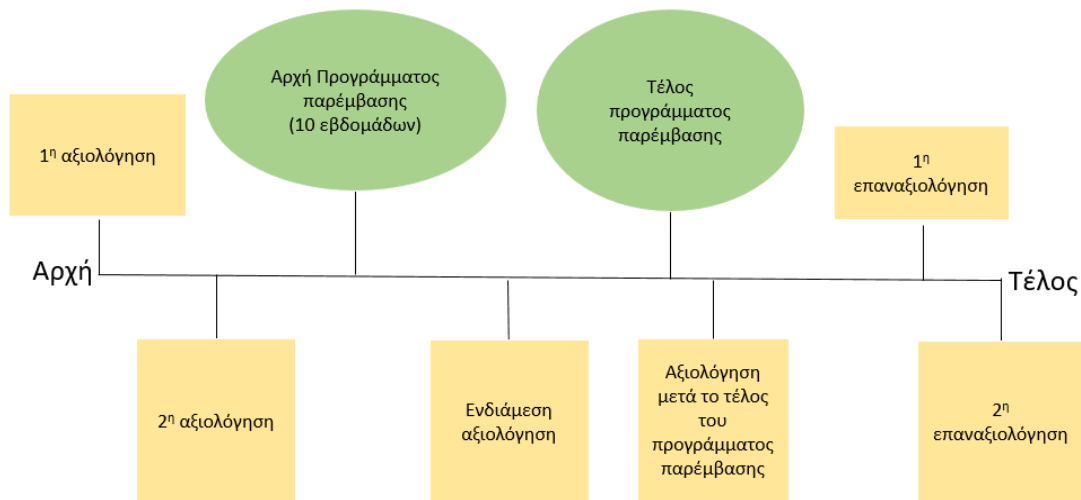 Αρχή Προγράμματος
παρέμβασης
(10 εβδομάδων)
Τέλος
προγράμματος
παρέμβασης
1η αξιολόγηση
1η
επαναξιολόγηση
Αρχή
Τέλος
2η αξιολόγηση
Ενδιάμεση
αξιολόγηση
Αξιολόγηση
μετά το τέλος
του
προγράμματος
παρέμβασης
2η
επαναξιολόγηση